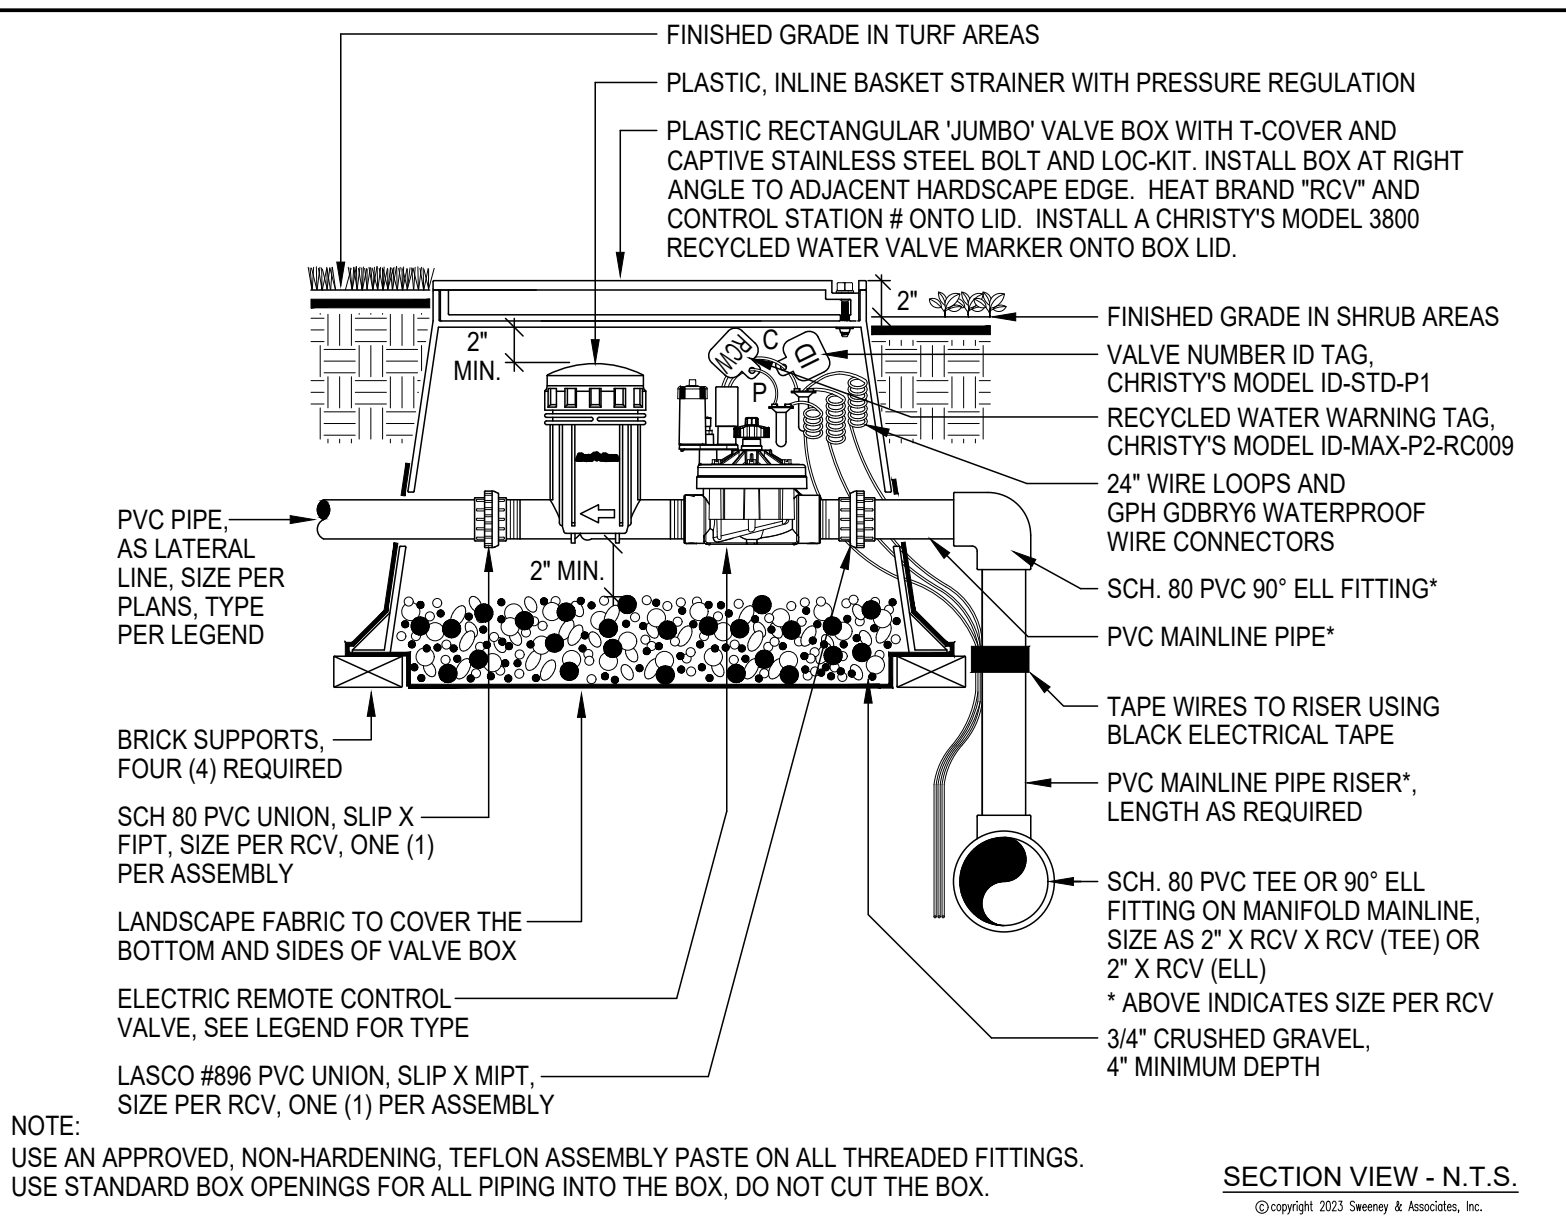 FINISHED GRADE IN TURF AREAS
PLASTIC, INLINE BASKET STRAINER WITH PRESSURE REGULATION
PLASTIC RECTANGULAR 'JUMBO' VALVE BOX WITH T-COVER AND
CAPTIVE STAINLESS STEEL BOLT AND LOC-KIT. INSTALL BOX AT RIGHT
ANGLE TO ADJACENT HARDSCAPE EDGE. HEAT BRAND "RCV" AND
CONTROL STATION # ONTO LID. INSTALL A CHRISTY'S MODEL 3800
RECYCLED WATER VALVE MARKER ONTO BOX LID.
2"
2"
MIN.
RCW
C
ID
P
2" MIN.
FINISHED GRADE IN SHRUB AREAS
VALVE NUMBER ID TAG,
CHRISTY'S MODEL ID-STD-P1
RECYCLED WATER WARNING TAG,
CHRISTY'S MODEL ID-MAX-P2-RC009
24" WIRE LOOPS AND
GPH GDBRY6 WATERPROOF
WIRE CONNECTORS
SCH. 80 PVC 90° ELL FITTING*
PVC MAINLINE PIPE*
TAPE WIRES TO RISER USING
BLACK ELECTRICAL TAPE
PVC MAINLINE PIPE RISER*,
LENGTH AS REQUIRED
SCH. 80 PVC TEE OR 90° ELL
FITTING ON MANIFOLD MAINLINE,
SIZE AS 2" X RCV X RCV (TEE) OR
2" X RCV (ELL)
* ABOVE INDICATES SIZE PER RCV
3/4" CRUSHED GRAVEL,
4" MINIMUM DEPTH
PVC PIPE,
AS LATERAL
LINE, SIZE PER
PLANS, TYPE
PER LEGEND
BRICK SUPPORTS,
FOUR (4) REQUIRED
SCH 80 PVC UNION, SLIP X
FIPT, SIZE PER RCV, ONE (1)
PER ASSEMBLY
LANDSCAPE FABRIC TO COVER THE
BOTTOM AND SIDES OF VALVE BOX
ELECTRIC REMOTE CONTROL
VALVE, SEE LEGEND FOR TYPE
LASCO #896 PVC UNION, SLIP X MIPT,
SIZE PER RCV, ONE (1) PER ASSEMBLY
NOTE:
USE AN APPROVED, NON-HARDENING, TEFLON ASSEMBLY PASTE ON ALL THREADED FITTINGS.
USE STANDARD BOX OPENINGS FOR ALL PIPING INTO THE BOX, DO NOT CUT THE BOX.
SECTION VIEW - N.T.S.
© copyright 2023 Sweeney & Associates, Inc.